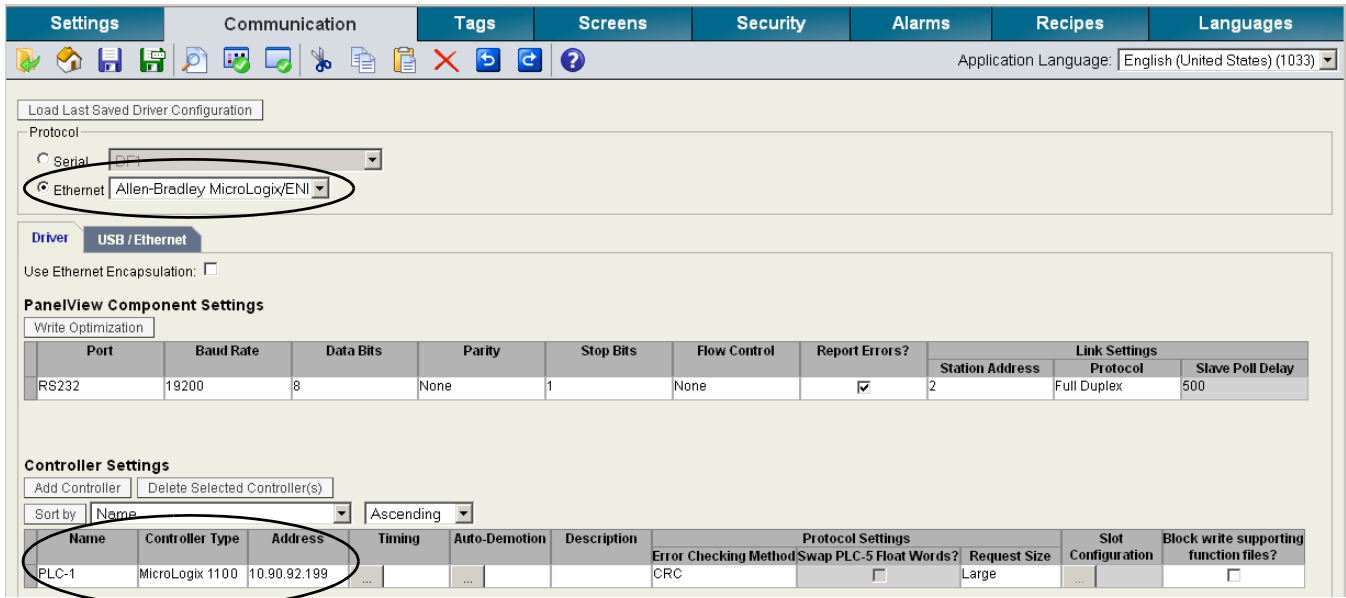 Settings Communication Tags Screens Security Alarms Recipes Languages
Application Language: English (United States) (1033)
Load Last Saved Driver Configuration
Protocol
Serial DF1
Ethernet Allen-Bradley MicroLogix/ENI
Driver USB / Ethernet
Use Ethernet Encapsulation:
PanelView Component Settings
Write Optimization
Port Baud Rate Data Bits Parity Stop Bits Flow Control Report Errors? Link Settings
Station Address Protocol Slave Poll Delay
RS232 19200 8 None 1 None 2 Full Duplex 500
Controller Settings
Add Controller Delete Selected Controller(s)
Sort by Name Ascending
Name Controller Type Address Timing Auto-Demotion Description Protocol Settings Slot Configuration Block write supporting function files?
Error Checking Method Swap PLC-5 Float Words? Request Size
PLC-1 MicroLogix 1100 10.90.92.199 ... ... CRC Large ...